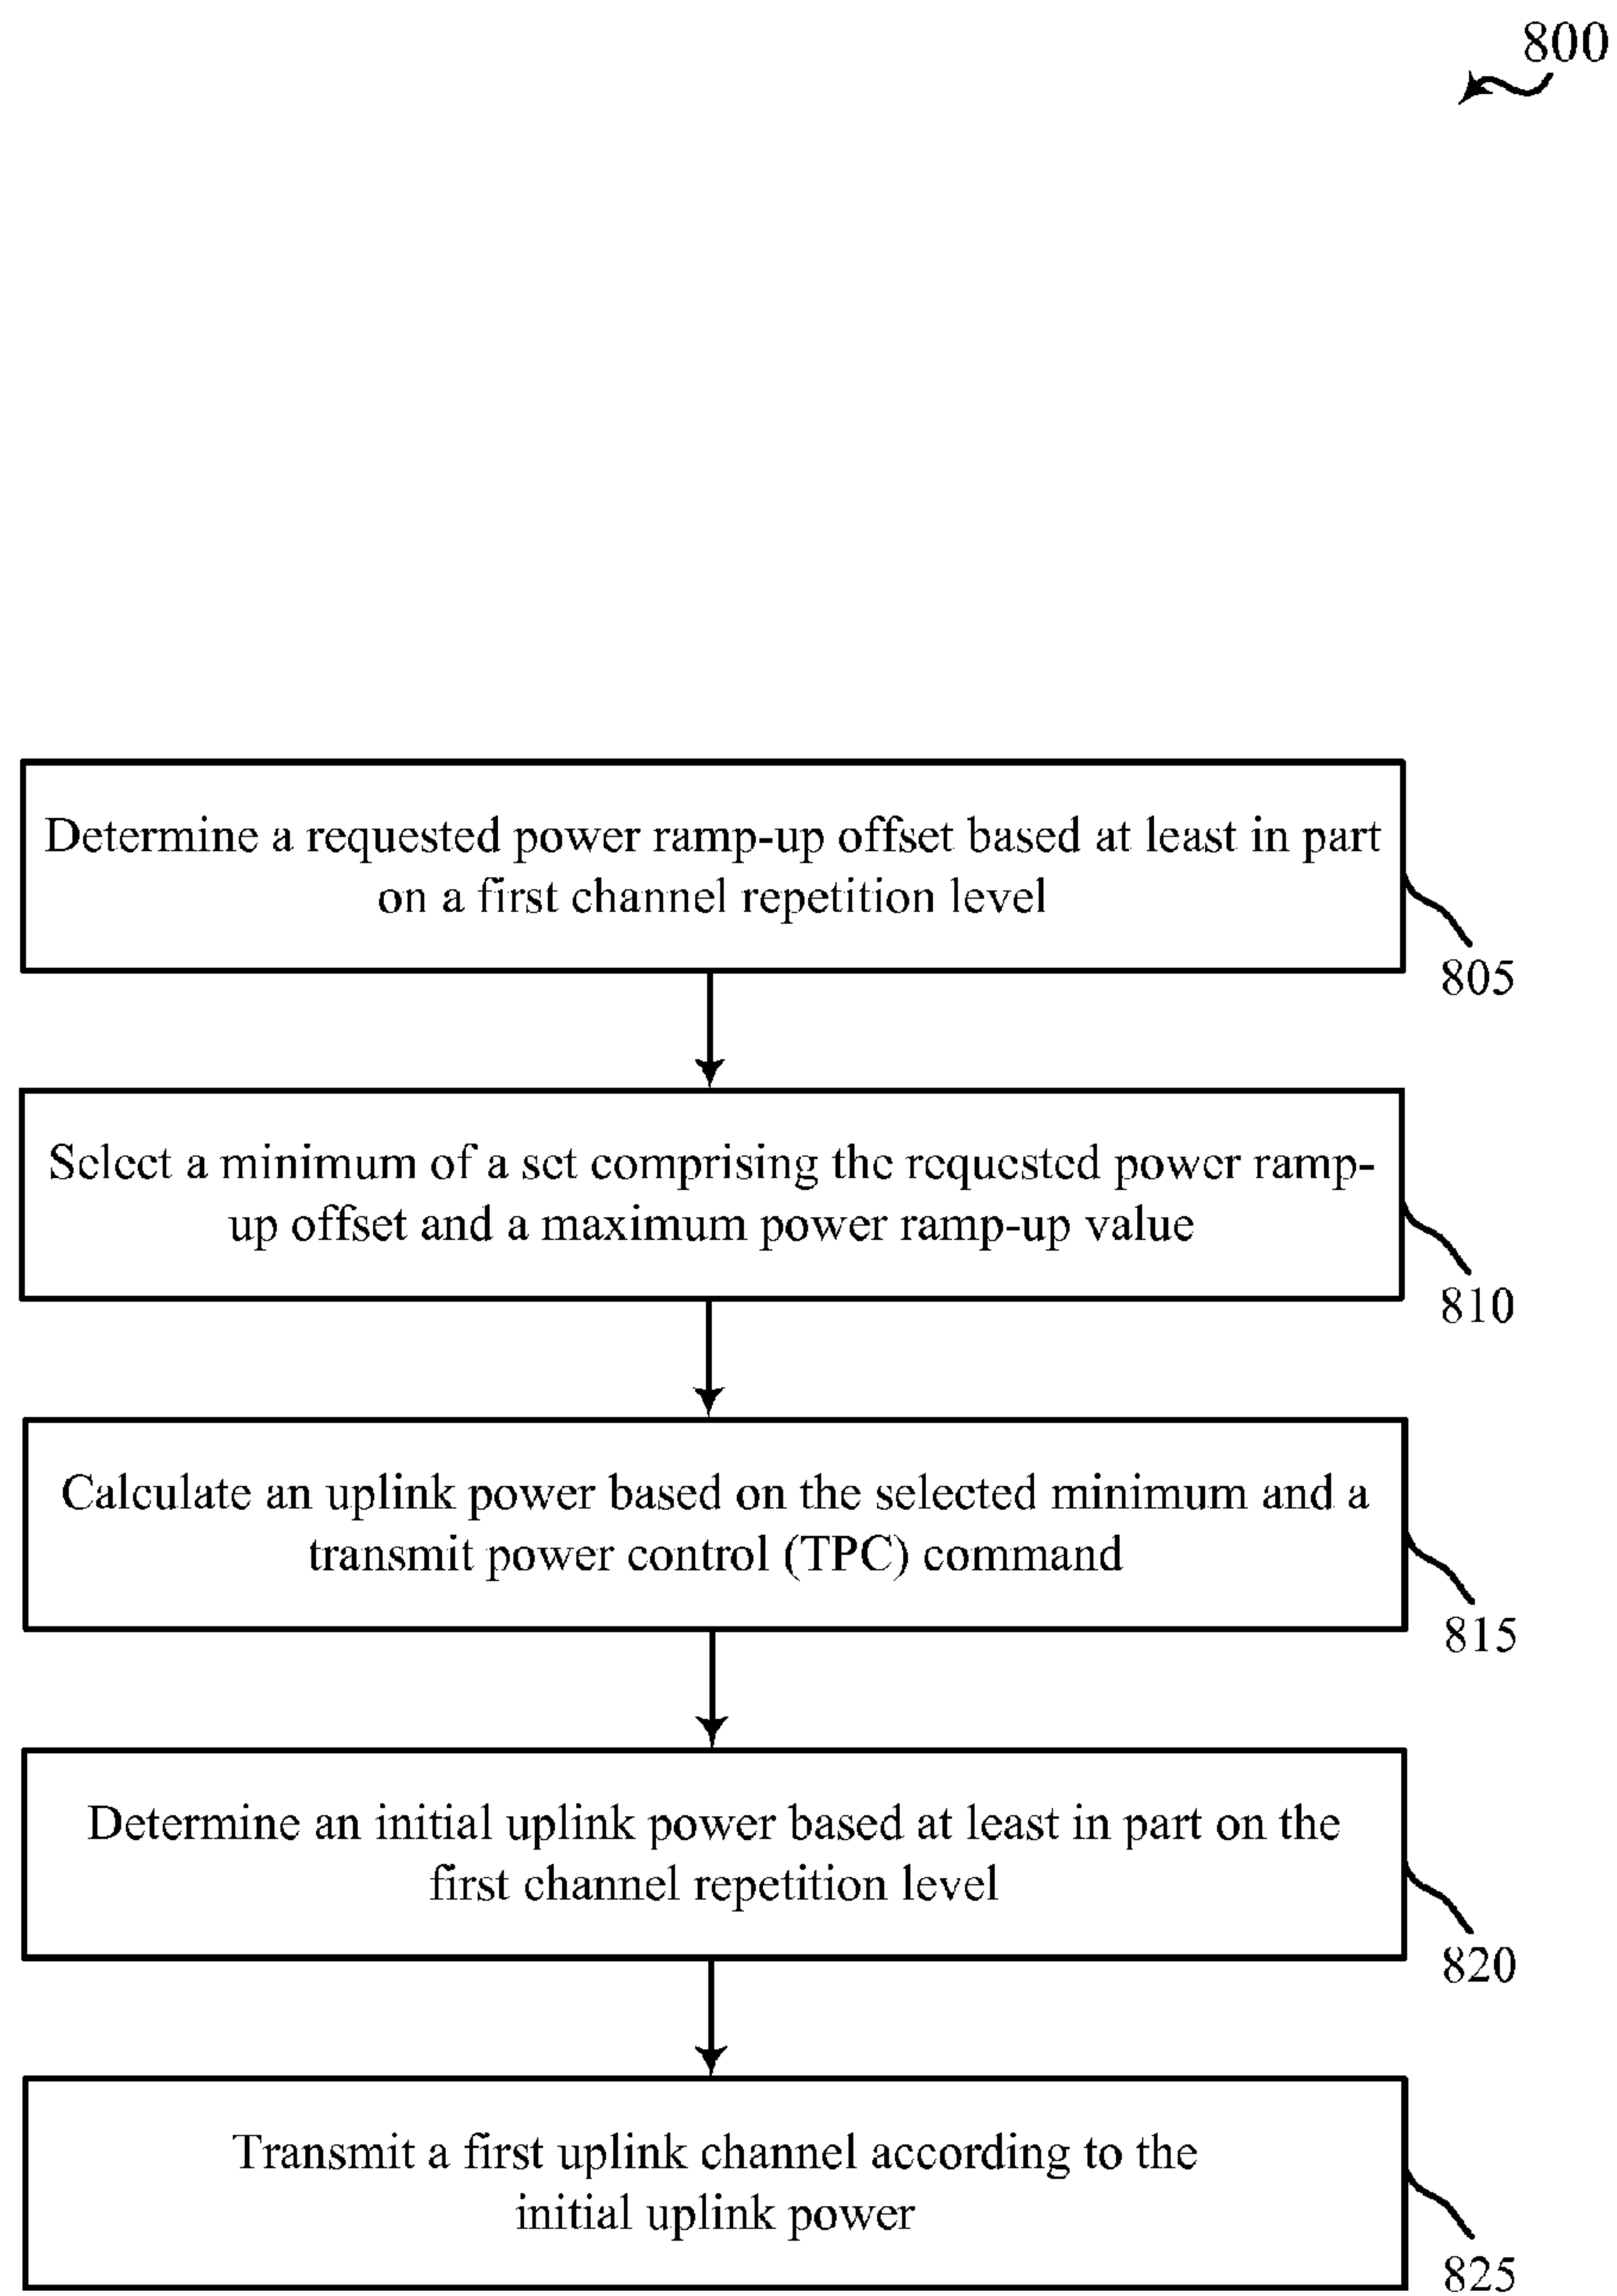 800
Determine a requested power ramp-up offset based at least in part
on a first channel repetition level
805
Select a minimum of a set comprising the requested power ramp-
up offset and a maximum power ramp-up value
810
Calculate an uplink power based on the selected minimum and a
transmit power control (TPC) command
815
Determine an initial uplink power based at least in part on the
first channel repetition level
820
Transmit a first uplink channel according to the
initial uplink power
825